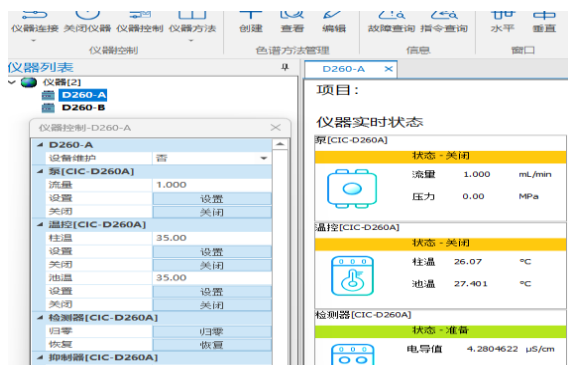 仪器连接 关闭仪器 仪器控制 仪器方法 创建 查看 编辑 故障查询 指令查询 水平 垂直
仪器控制 色谱方法管理 信息 窗口
仪器列表
仪器[2]
D260-A
D260-B
仪器控制-D260-A
D260-A
设备维护 否
泵[CIC-D260A]
流量 1.000
设置 设置
关闭 关闭
温控[CIC-D260A]
柱温 35.00
设置 设置
关闭 关闭
池温 35.00
设置 设置
关闭 关闭
检测器[CIC-D260A]
归零 归零
恢复 恢复
抑制器[CIC-D260A]
D260-A
项目:
仪器实时状态
泵[CIC-D260A]
状态 - 关闭
流量 1.000 mL/min
压力 0.00 MPa
温控[CIC-D260A]
状态 - 关闭
柱温 26.07 °C
池温 27.401 °C
检测器[CIC-D260A]
状态 - 准备
电导值 4.2804622 µS/cm